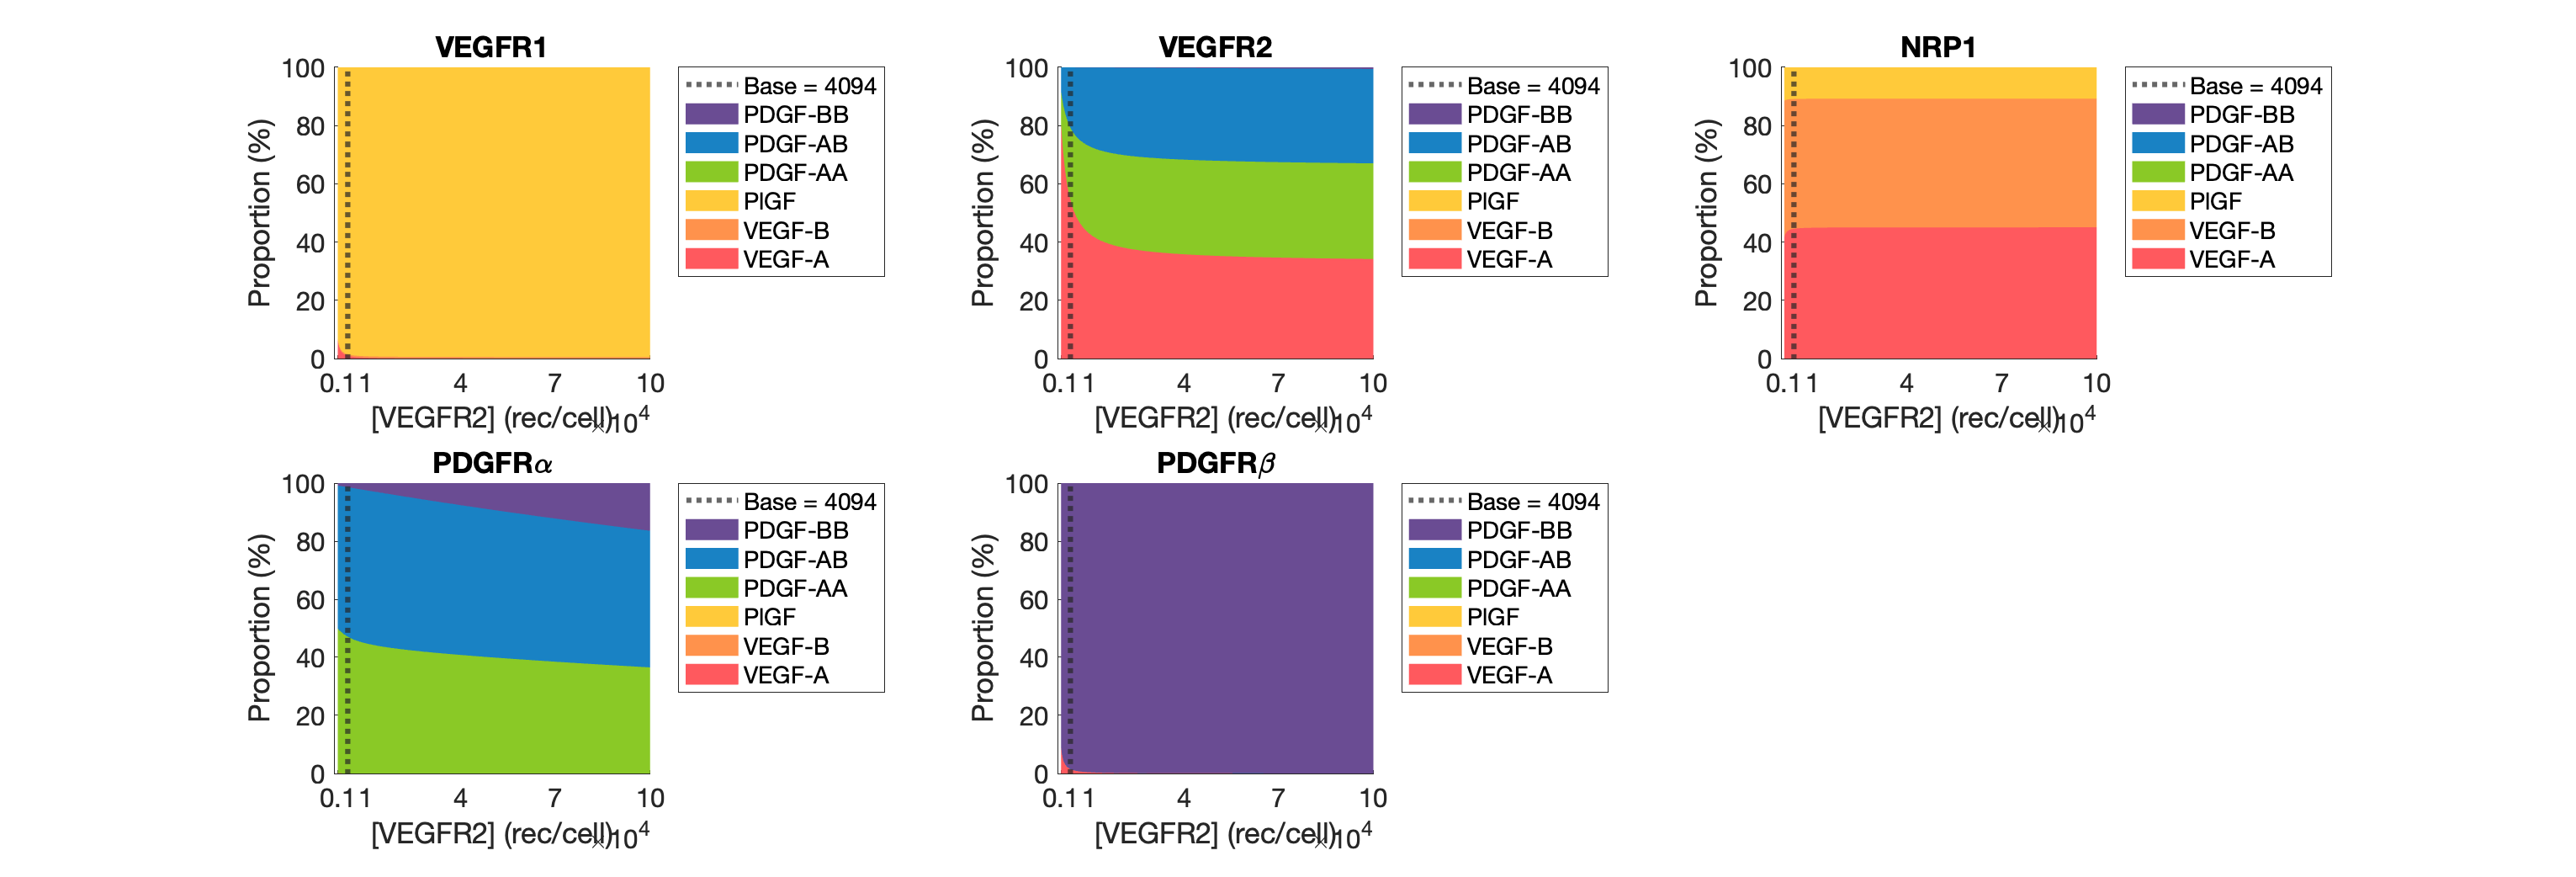 VEGFR1
100
80
60
40
20
0
Proportion (%)
0.1 1 4 7 10
[VEGFR2] (rec/cell) ×10^4
Base = 4094
PDGF-BB
PDGF-AB
PDGF-AA
PlGF
VEGF-B
VEGF-A
VEGFR2
100
80
60
40
20
0
Proportion (%)
0.1 1 4 7 10
[VEGFR2] (rec/cell) ×10^4
Base = 4094
PDGF-BB
PDGF-AB
PDGF-AA
PlGF
VEGF-B
VEGF-A
NRP1
100
80
60
40
20
0
Proportion (%)
0.1 1 4 7 10
[VEGFR2] (rec/cell) ×10^4
Base = 4094
PDGF-BB
PDGF-AB
PDGF-AA
PlGF
VEGF-B
VEGF-A
PDGFRα
100
80
60
40
20
0
Proportion (%)
0.1 1 4 7 10
[VEGFR2] (rec/cell) ×10^4
Base = 4094
PDGF-BB
PDGF-AB
PDGF-AA
PlGF
VEGF-B
VEGF-A
PDGFRβ
100
80
60
40
20
0
Proportion (%)
0.1 1 4 7 10
[VEGFR2] (rec/cell) ×10^4
Base = 4094
PDGF-BB
PDGF-AB
PDGF-AA
PlGF
VEGF-B
VEGF-A